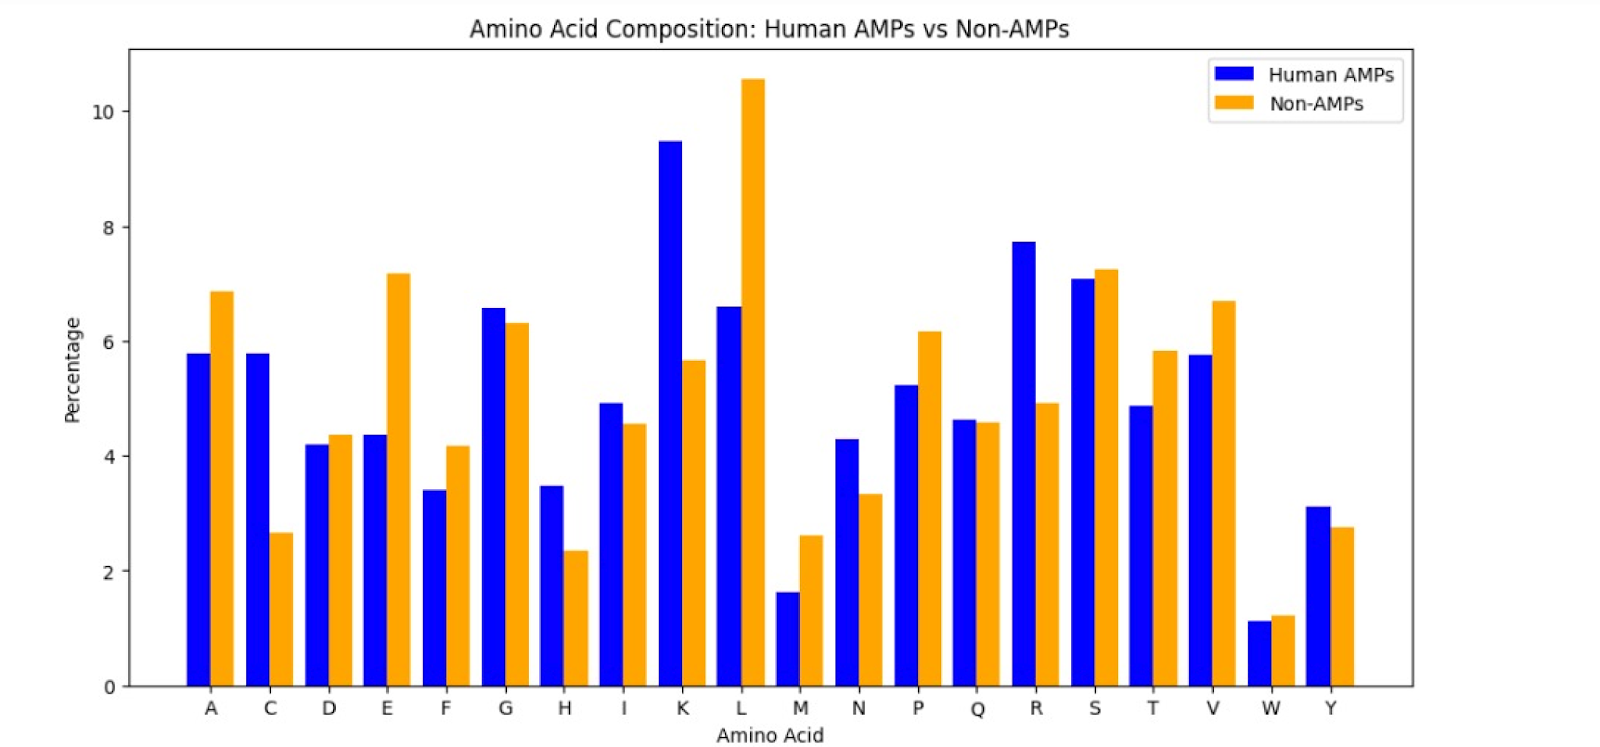 Amino Acid Composition: Human AMPs vs Non-AMPs
Human AMPs
Non-AMPs
Percentage
10
8
6
4
2
0
A C D E F G H I K L M N P Q R S T V W Y
Amino Acid